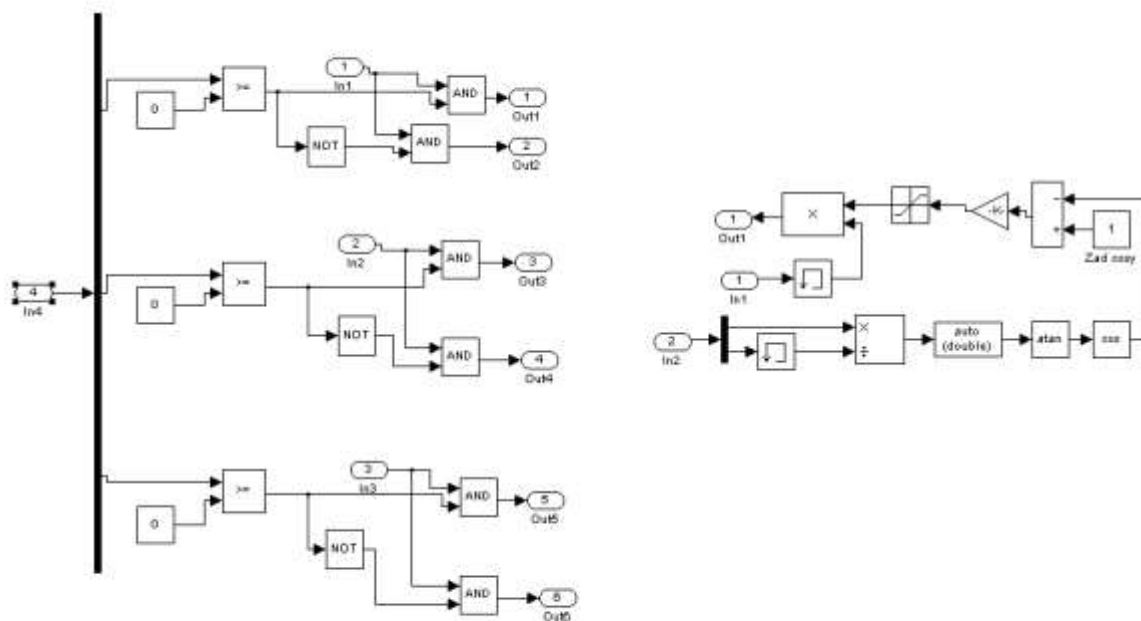 1
In1
>=
0
AND
1
Out1
NOT
AND
2
Out2
2
In2
>=
0
AND
3
Out3
NOT
AND
4
Out4
4
In4
3
In3
>=
0
AND
5
Out5
NOT
AND
6
Out6
1
Out1
×
-K-
−
+
1
1
In1
2
In2
×
÷
auto
(double)
atan
cos